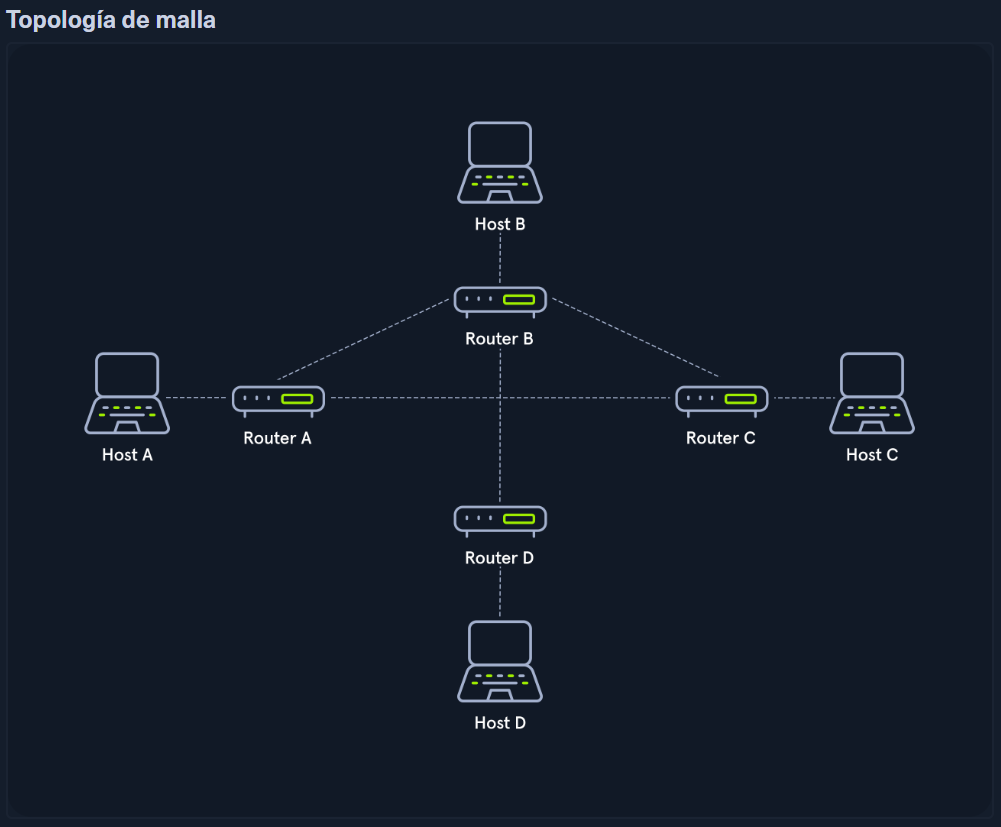 Topología de malla
Host B
Router B
Router A
Router C
Host A
Host C
Router D
Host D